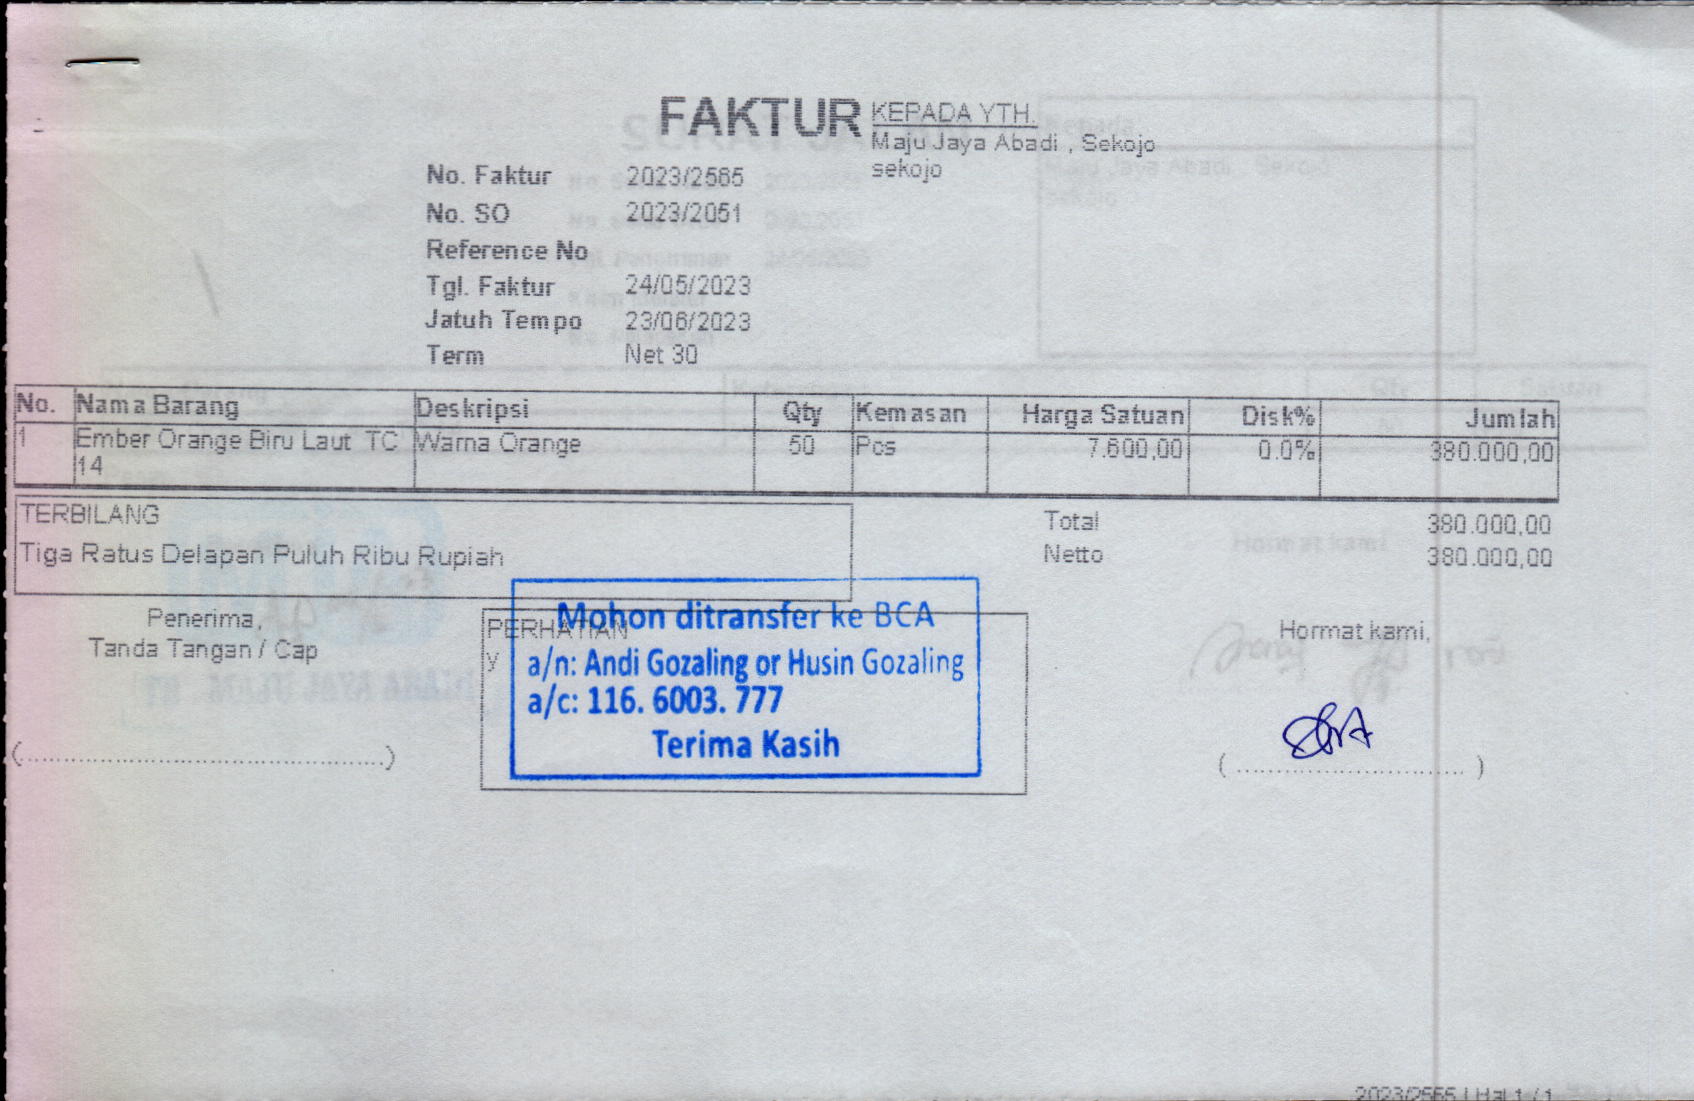 FAKTUR
KEPADA YTH.
Maju Jaya Abadi , Sekojo
sekojo
No. Faktur 2023/2565
No. SO 2023/2051
Reference No
Tgl. Faktur 24/05/2023
Jatuh Tempo 23/06/2023
Term Net 30
No. Nama Barang Deskripsi Qty Kemasan Harga Satuan Disk% Jumlah
1 Ember Orange Biru Laut TC Warna Orange 50 Pcs 7.600,00 0.0% 380.000,00
14
TERBILANG
Tiga Ratus Delapan Puluh Ribu Rupiah
Total 380.000,00
Netto 380.000,00
Penerima,
Tanda Tangan / Cap
(................................................)
PERHATIAN
y
Mohon ditransfer ke BCA
a/n: Andi Gozaling or Husin Gozaling
a/c: 116. 6003. 777
Terima Kasih
Hormat kami,
( ................................ )
2023/2565 | Hal 1 / 1